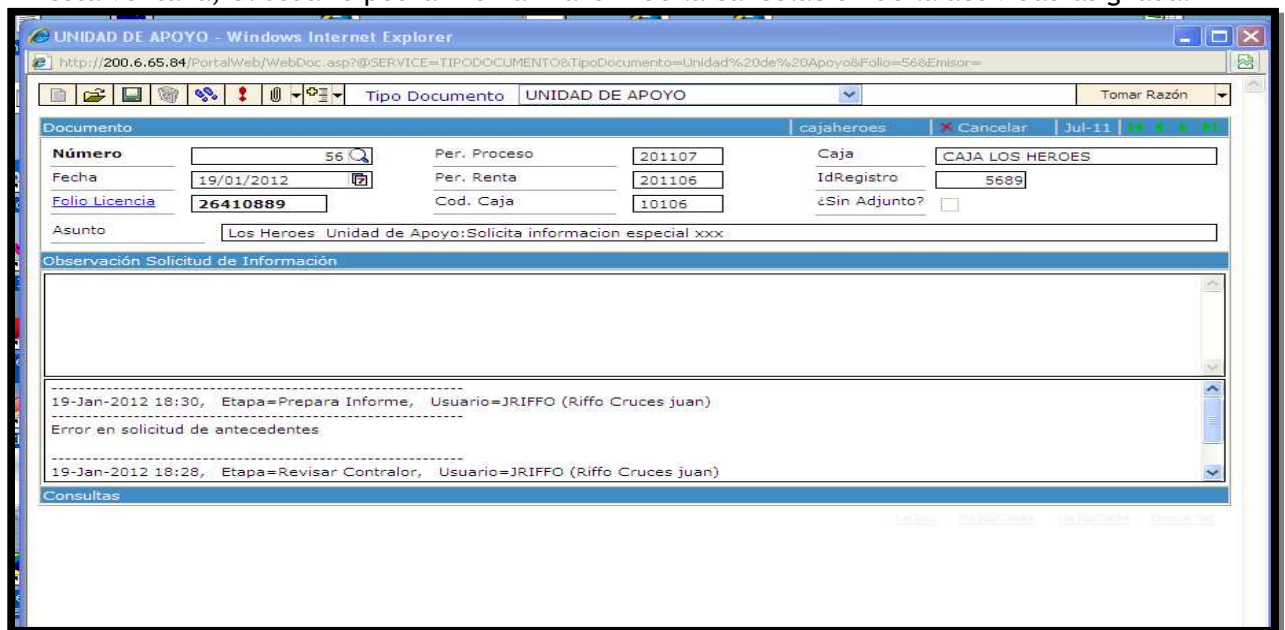 UNIDAD DE APOYO - Windows Internet Explorer
http://200.6.65.84/PortalWeb/WebDoc.asp?@SERVICE=TIPODOCUMENTO&TipoDocumento=Unidad%20de%20Apoyo&Folio=56&Emisor=
Tipo Documento UNIDAD DE APOYO Tomar Razón
Documento cajaheroes Cancelar Jul-11
Número 56 Per. Proceso 201107 Caja CAJA LOS HEROES
Fecha 19/01/2012 Per. Renta 201106 IdRegistro 5689
Folio Licencia 26410889 Cod. Caja 10106 ¿Sin Adjunto?
Asunto Los Heroes Unidad de Apoyo:Solicita informacion especial xxx
Observación Solicitud de Información
------------------------------------------------------------
19-Jan-2012 18:30, Etapa=Prepara Informe, Usuario=JRIFFO (Riffo Cruces juan)
------------------------------------------------------------
Error en solicitud de antecedentes
------------------------------------------------------------
19-Jan-2012 18:28, Etapa=Revisar Contralor, Usuario=JRIFFO (Riffo Cruces juan)
Consultas